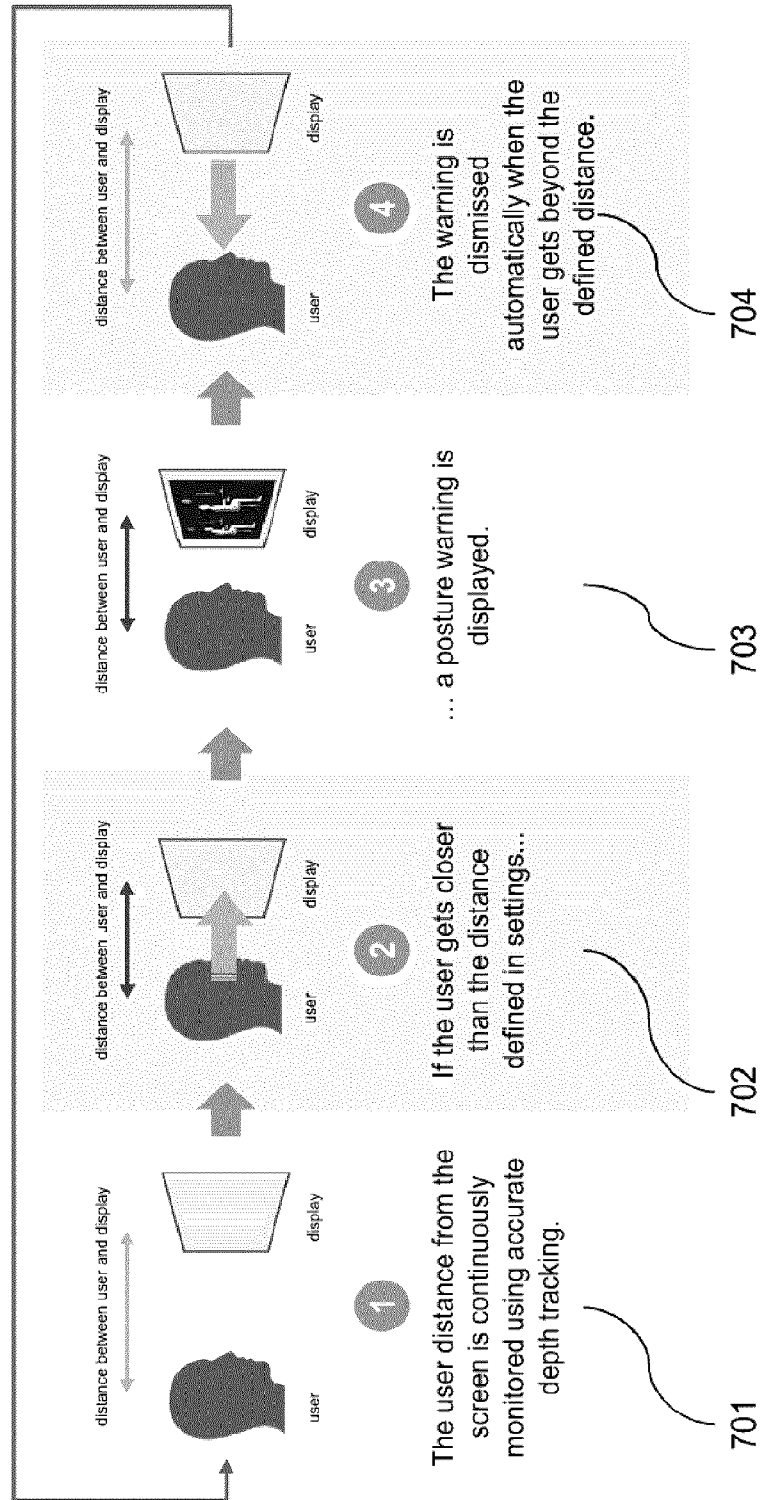 distance between user and display
user
display
1
The user distance from the
screen is continuously
monitored using accurate
depth tracking.
701
distance between user and display
user
display
2
If the user gets closer
than the distance
defined in settings...
702
distance between user and display
user
display
3
... a posture warning is
displayed.
703
distance between user and display
user
display
4
The warning is
dismissed
automatically when the
user gets beyond the
defined distance.
704